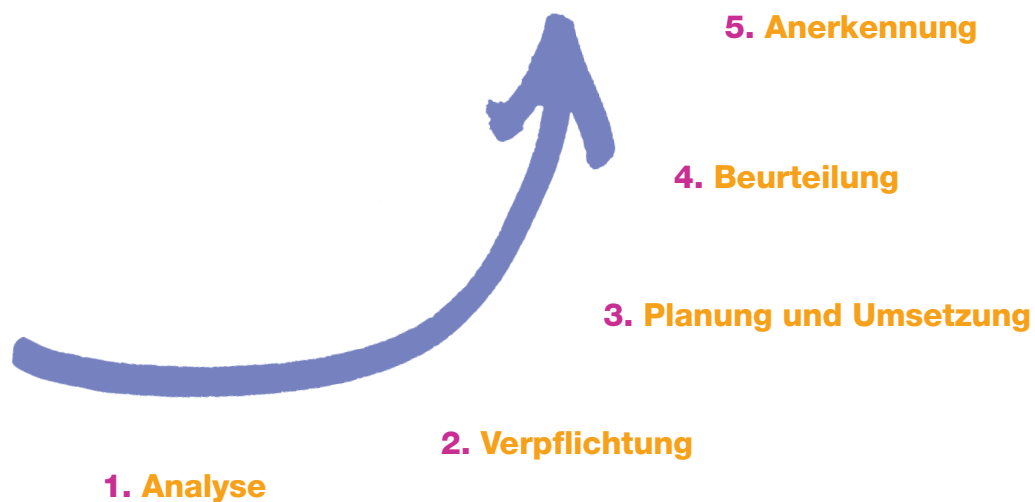 5. Anerkennung
4. Beurteilung
3. Planung und Umsetzung
2. Verpflichtung
1. Analyse